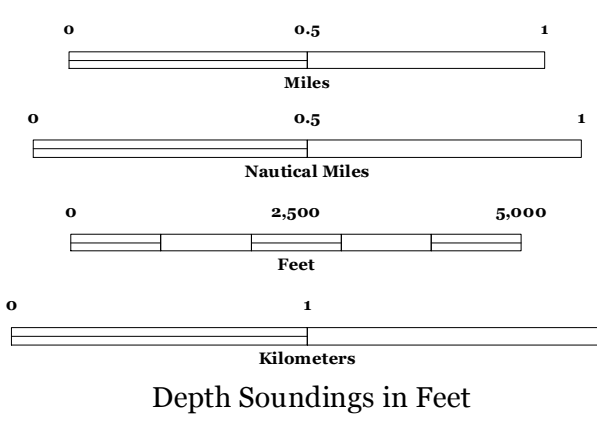 0 0.5 1
Miles
0 0.5 1
Nautical Miles
0 2,500 5,000
Feet
0 1
Kilometers
Depth Soundings in Feet